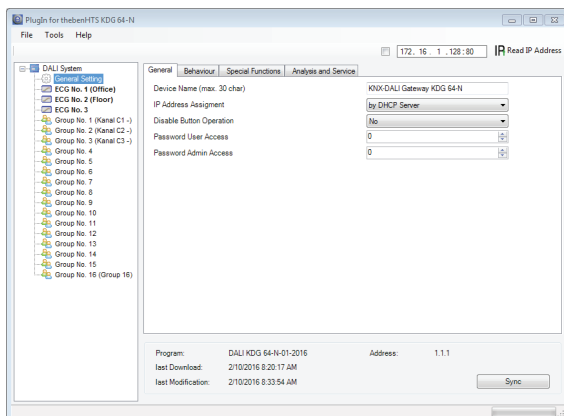 PlugIn for thebenHTS KDG 64-N
File Tools Help
172. 16 . 1 .128:80 IR Read IP Address
DALI System
General Setting
ECG No. 1 (Office)
ECG No. 2 (Floor)
ECG No. 3
Group No. 1 (Kanal C1 -)
Group No. 2 (Kanal C2 -)
Group No. 3 (Kanal C3 -)
Group No. 4
Group No. 5
Group No. 6
Group No. 7
Group No. 8
Group No. 9
Group No. 10
Group No. 11
Group No. 12
Group No. 13
Group No. 14
Group No. 15
Group No. 16 (Group 16)
General Behaviour Special Functions Analysis and Service
Device Name (max. 30 char) KNX-DALI Gateway KDG 64-N
IP Address Assigment by DHCP Server
Disable Button Operation No
Password User Access 0
Password Admin Access 0
Program: DALI KDG 64-N-01-2016 Address: 1.1.1
last Download: 2/10/2016 8:20:17 AM
last Modification: 2/10/2016 8:33:54 AM
Sync